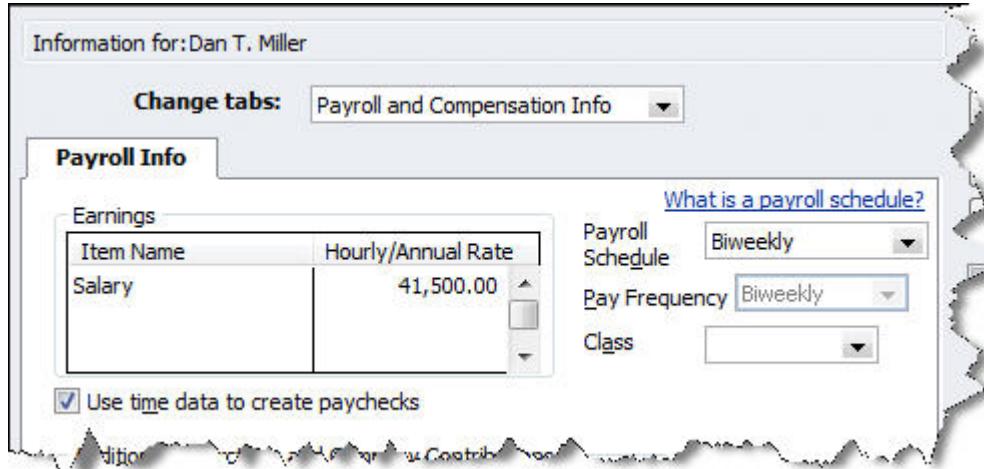 Information for:Dan T. Miller
Change tabs: Payroll and Compensation Info
Payroll Info
What is a payroll schedule?
Earnings
Item Name Hourly/Annual Rate
Salary 41,500.00
Payroll Schedule Biweekly
Pay Frequency Biweekly
Class
Use time data to create paychecks